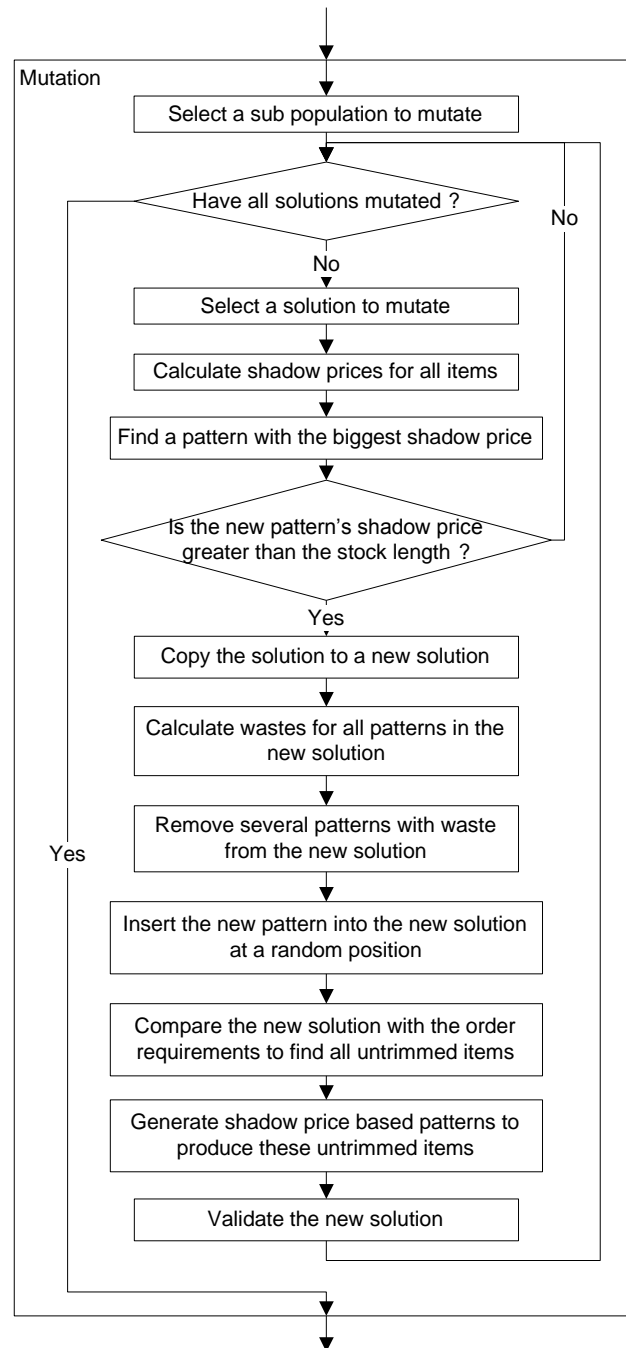 Mutation
Select a sub population to mutate
Have all solutions mutated ?
No
No
Select a solution to mutate
Calculate shadow prices for all items
Find a pattern with the biggest shadow price
Is the new pattern's shadow price
greater than the stock length ?
Yes
Copy the solution to a new solution
Calculate wastes for all patterns in the
new solution
Remove several patterns with waste
from the new solution
Yes
Insert the new pattern into the new solution
at a random position
Compare the new solution with the order
requirements to find all untrimmed items
Generate shadow price based patterns to
produce these untrimmed items
Validate the new solution